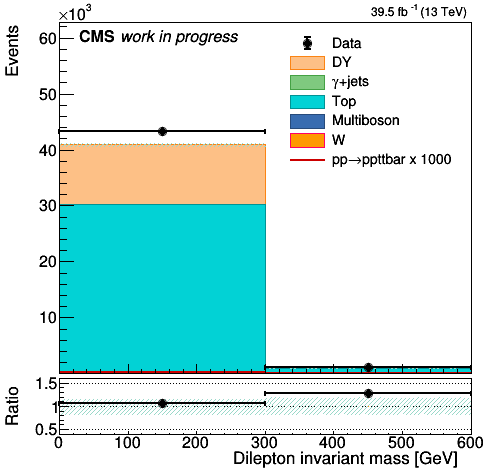 ×10³
39.5 fb⁻¹ (13 TeV)
CMS work in progress
Events
60
50
40
30
20
10
Data
DY
γ+jets
Top
Multiboson
W
pp→ppttbar x 1000
Ratio
1.5
1
0.5
0 100 200 300 400 500 600
Dilepton invariant mass [GeV]